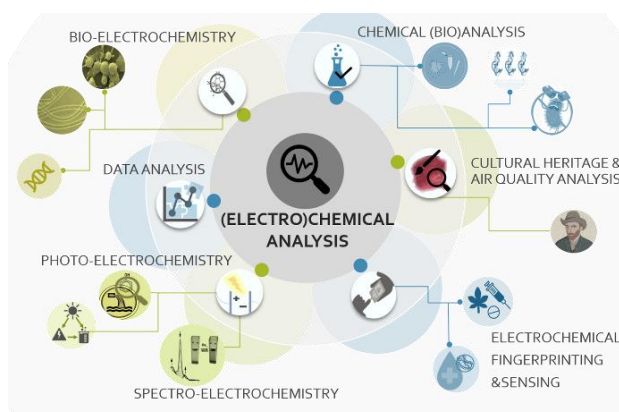 BIO-ELECTROCHEMISTRY
CHEMICAL (BIO)ANALYSIS
DATA ANALYSIS
CULTURAL HERITAGE &
AIR QUALITY ANALYSIS
(ELECTRO)CHEMICAL
ANALYSIS
PHOTO-ELECTROCHEMISTRY
ELECTROCHEMICAL
FINGERPRINTING
&SENSING
SPECTRO-ELECTROCHEMISTRY